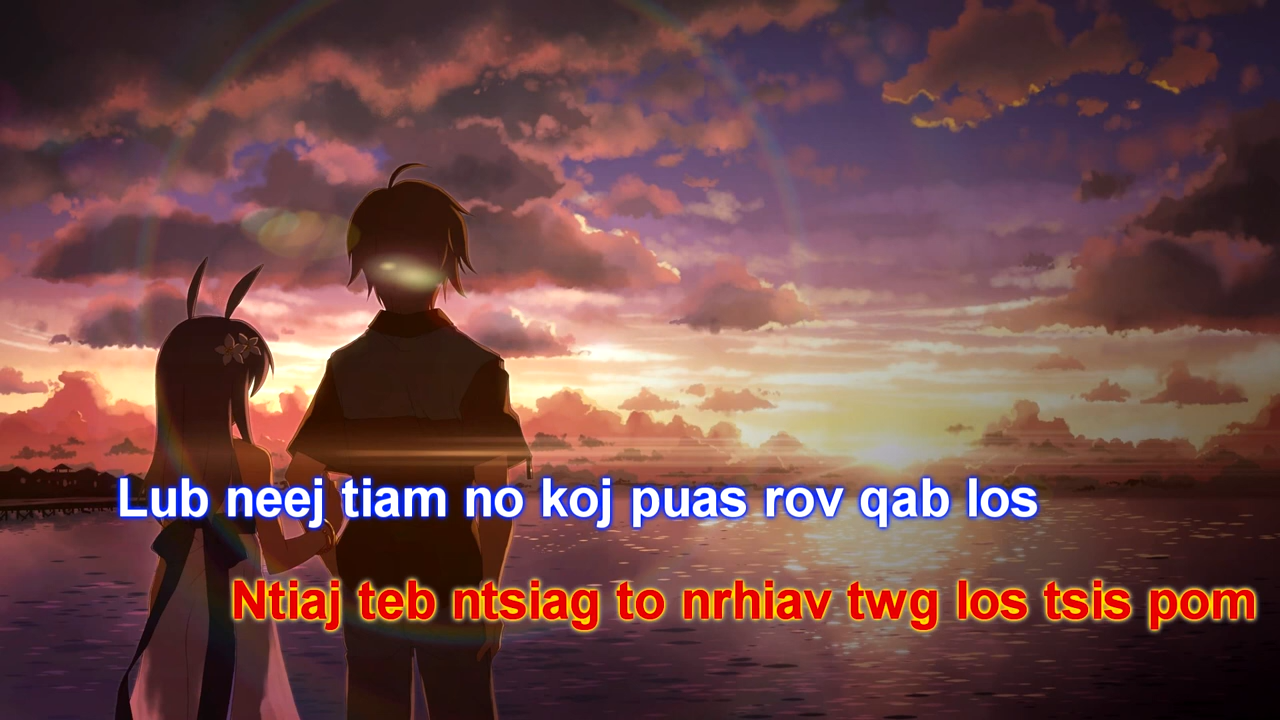 Lub neej tiam no koj puas rov qab los
Ntiaj teb ntsiag to nrhiav twg los tsis pom